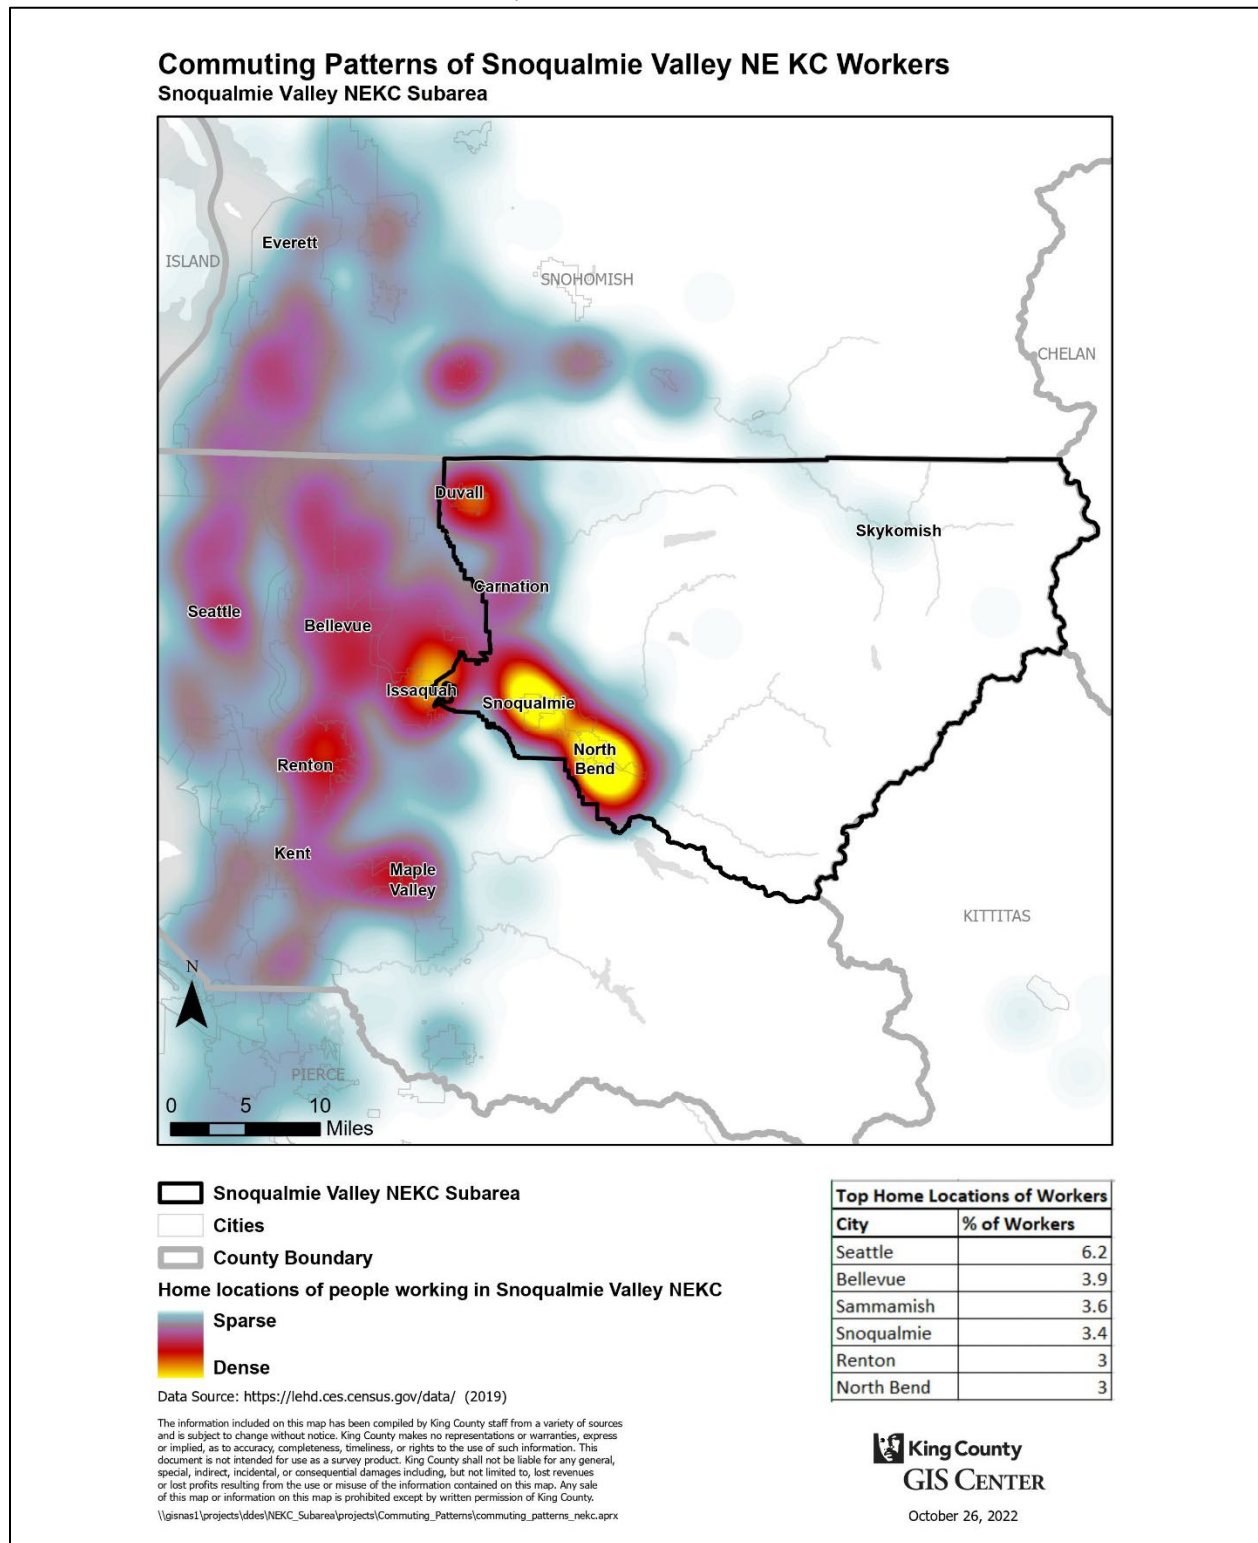 Commuting Patterns of Snoqualmie Valley NE KC Workers
Snoqualmie Valley NEKC Subarea
Everett
ISLAND
SNOHOMISH
CHELAN
Duvall
Skykomish
Carnation
Seattle
Bellevue
Issaquah
Snoqualmie
North
Bend
Renton
Kent
Maple
Valley
KITTITAS
N
PIERCE
0 5 10
Miles
Snoqualmie Valley NEKC Subarea
Cities
County Boundary
Home locations of people working in Snoqualmie Valley NEKC
Sparse
Dense
Data Source: https://lehd.ces.census.gov/data/ (2019)
The information included on this map has been compiled by King County staff from a variety of sources
and is subject to change without notice. King County makes no representations or warranties, express
or implied, as to accuracy, completeness, timeliness, or rights to the use of such information. This
document is not intended for use as a survey product. King County shall not be liable for any general,
special, indirect, incidental, or consequential damages including, but not limited to, lost revenues
or lost profits resulting from the use or misuse of the information contained on this map. Any sale
of this map or information on this map is prohibited except by written permission of King County.
\\gisnas1\projects\ddes\NEKC_Subarea\projects\Commuting_Patterns\commuting_patterns_nekc.aprx
Top Home Locations of Workers
City % of Workers
Seattle 6.2
Bellevue 3.9
Sammamish 3.6
Snoqualmie 3.4
Renton 3
North Bend 3
King County
GIS CENTER
October 26, 2022